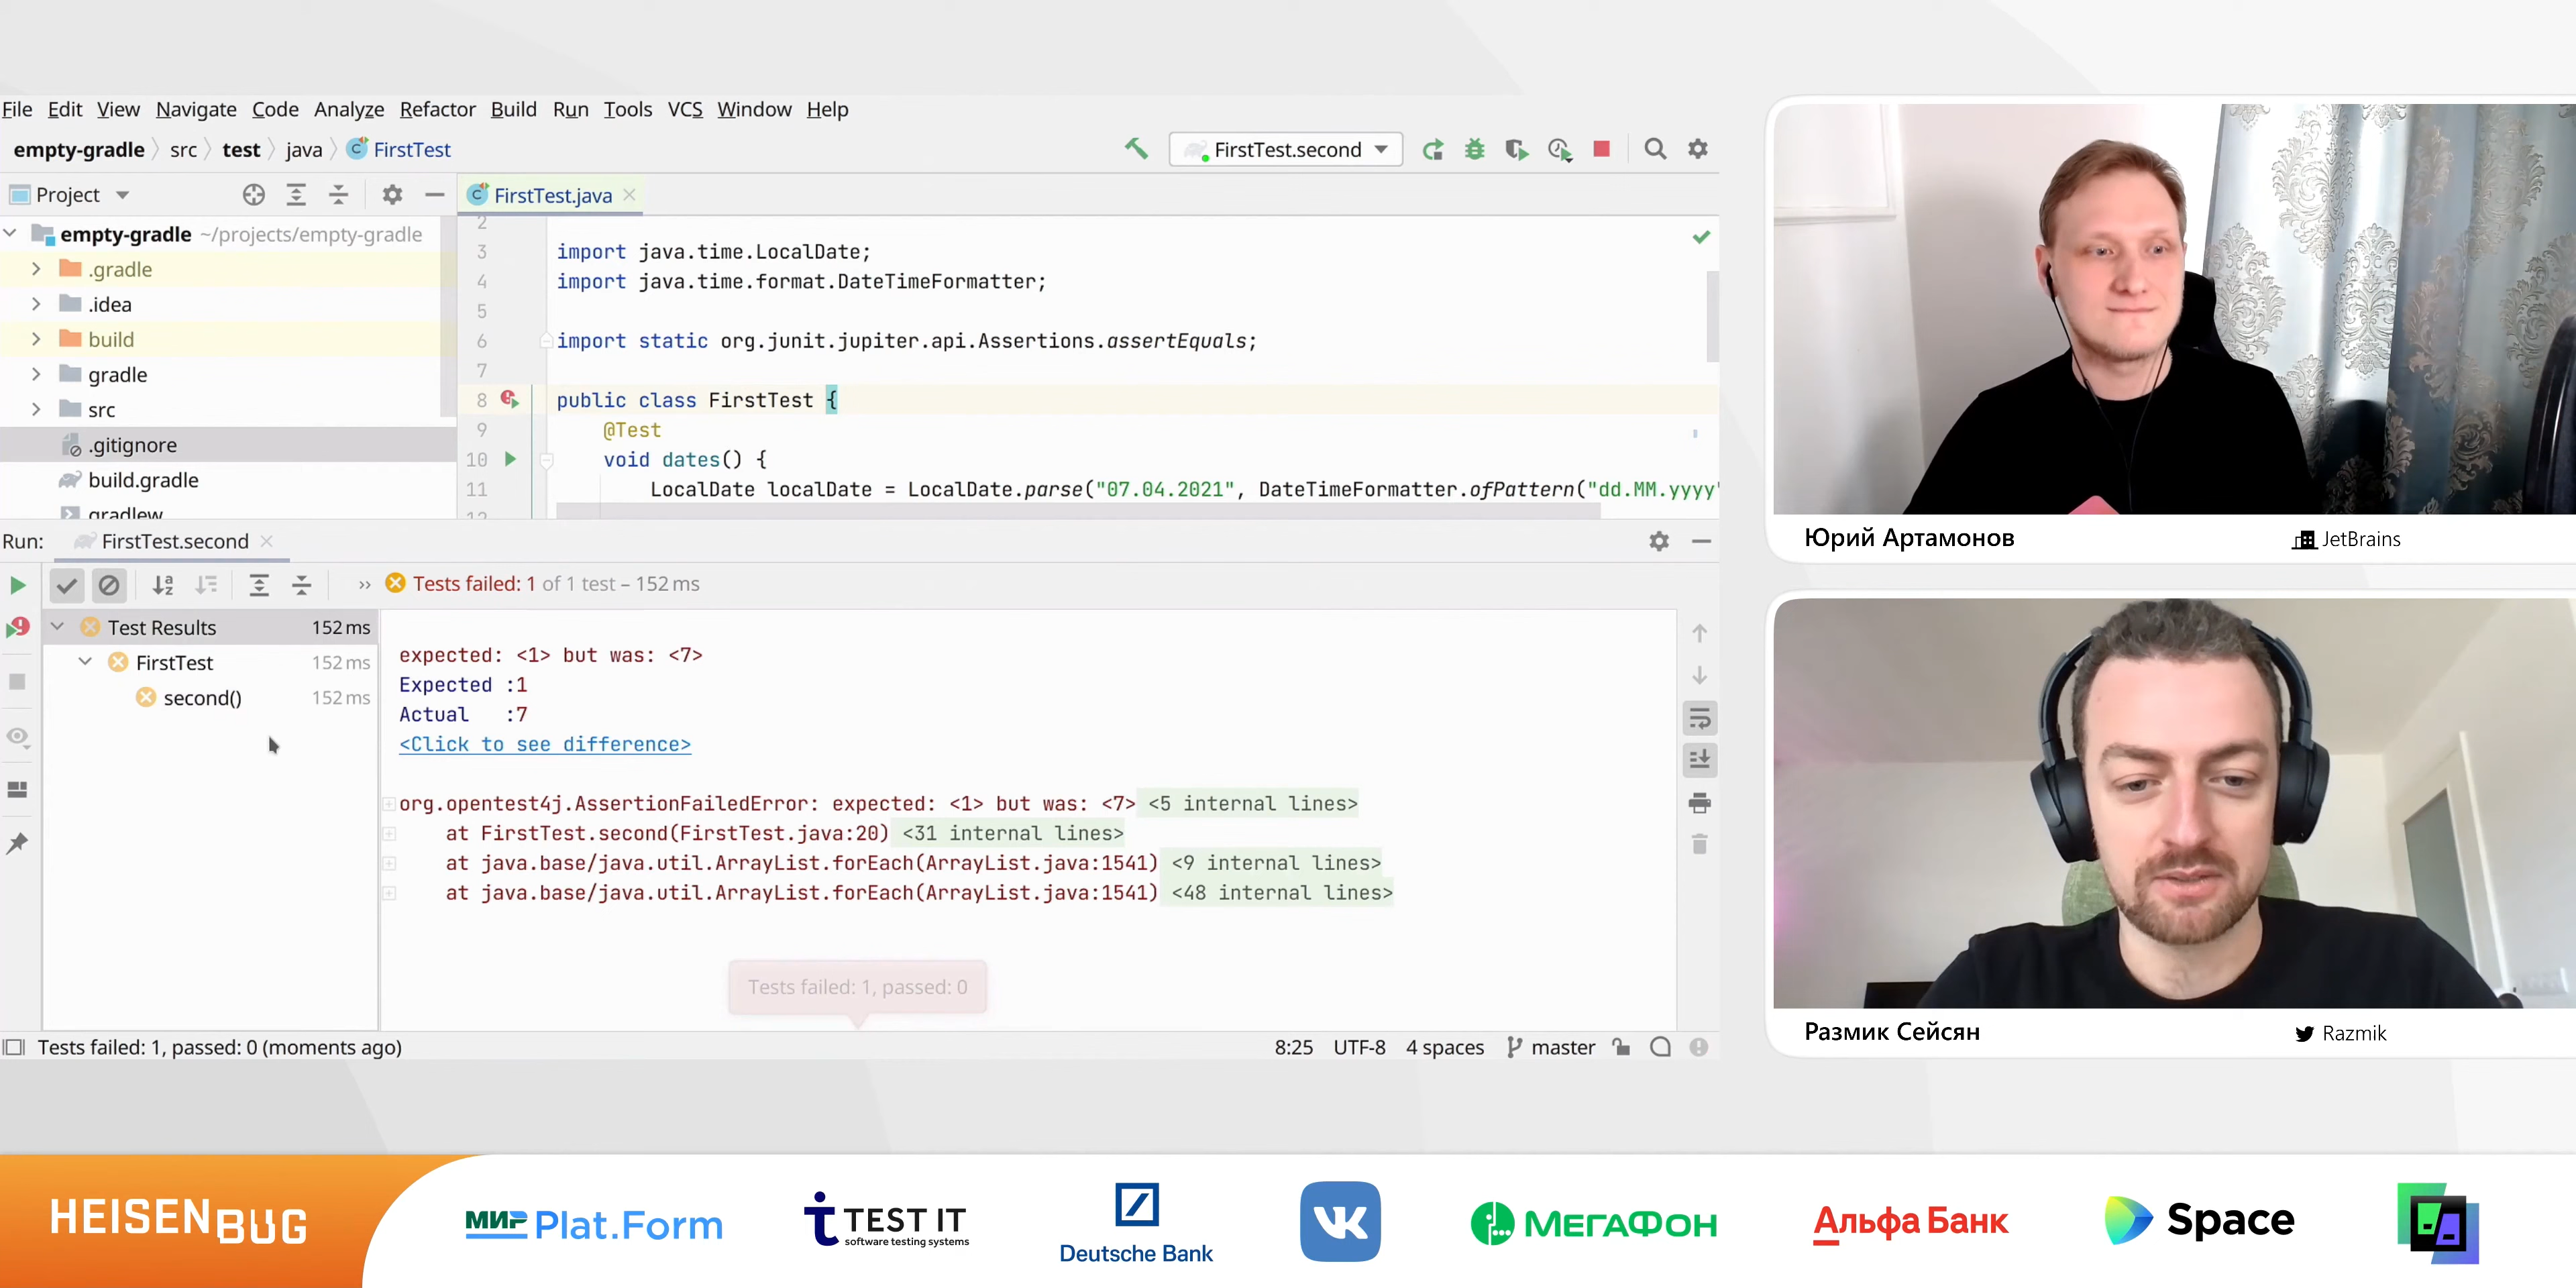 File Edit View Navigate Code Analyze Refactor Build Run Tools VCS Window Help
empty-gradle src test java FirstTest
FirstTest.second
Project
FirstTest.java
empty-gradle ~/projects/empty-gradle
.gradle
.idea
build
gradle
src
.gitignore
build.gradle
gradlew
2
3 import java.time.LocalDate;
4 import java.time.format.DateTimeFormatter;
5
6 import static org.junit.jupiter.api.Assertions.assertEquals;
7
8 public class FirstTest {
9 @Test
10 void dates() {
11 LocalDate localDate = LocalDate.parse("07.04.2021", DateTimeFormatter.ofPattern("dd.MM.yyyy"
12
Run: FirstTest.second
Tests failed: 1 of 1 test – 152 ms
Test Results 152 ms
FirstTest 152 ms
second() 152 ms
expected: <1> but was: <7>
Expected :1
Actual :7
<Click to see difference>
org.opentest4j.AssertionFailedError: expected: <1> but was: <7> <5 internal lines>
at FirstTest.second(FirstTest.java:20) <31 internal lines>
at java.base/java.util.ArrayList.forEach(ArrayList.java:1541) <9 internal lines>
at java.base/java.util.ArrayList.forEach(ArrayList.java:1541) <48 internal lines>
Tests failed: 1, passed: 0
Tests failed: 1, passed: 0 (moments ago)
8:25 UTF-8 4 spaces master
Юрий Артамонов JetBrains
Размик Сейсян Razmik
HEISENBUG
МИР Plat.Form
TEST IT
software testing systems
Deutsche Bank
VK
МЕГАФОН
Альфа Банк
Space